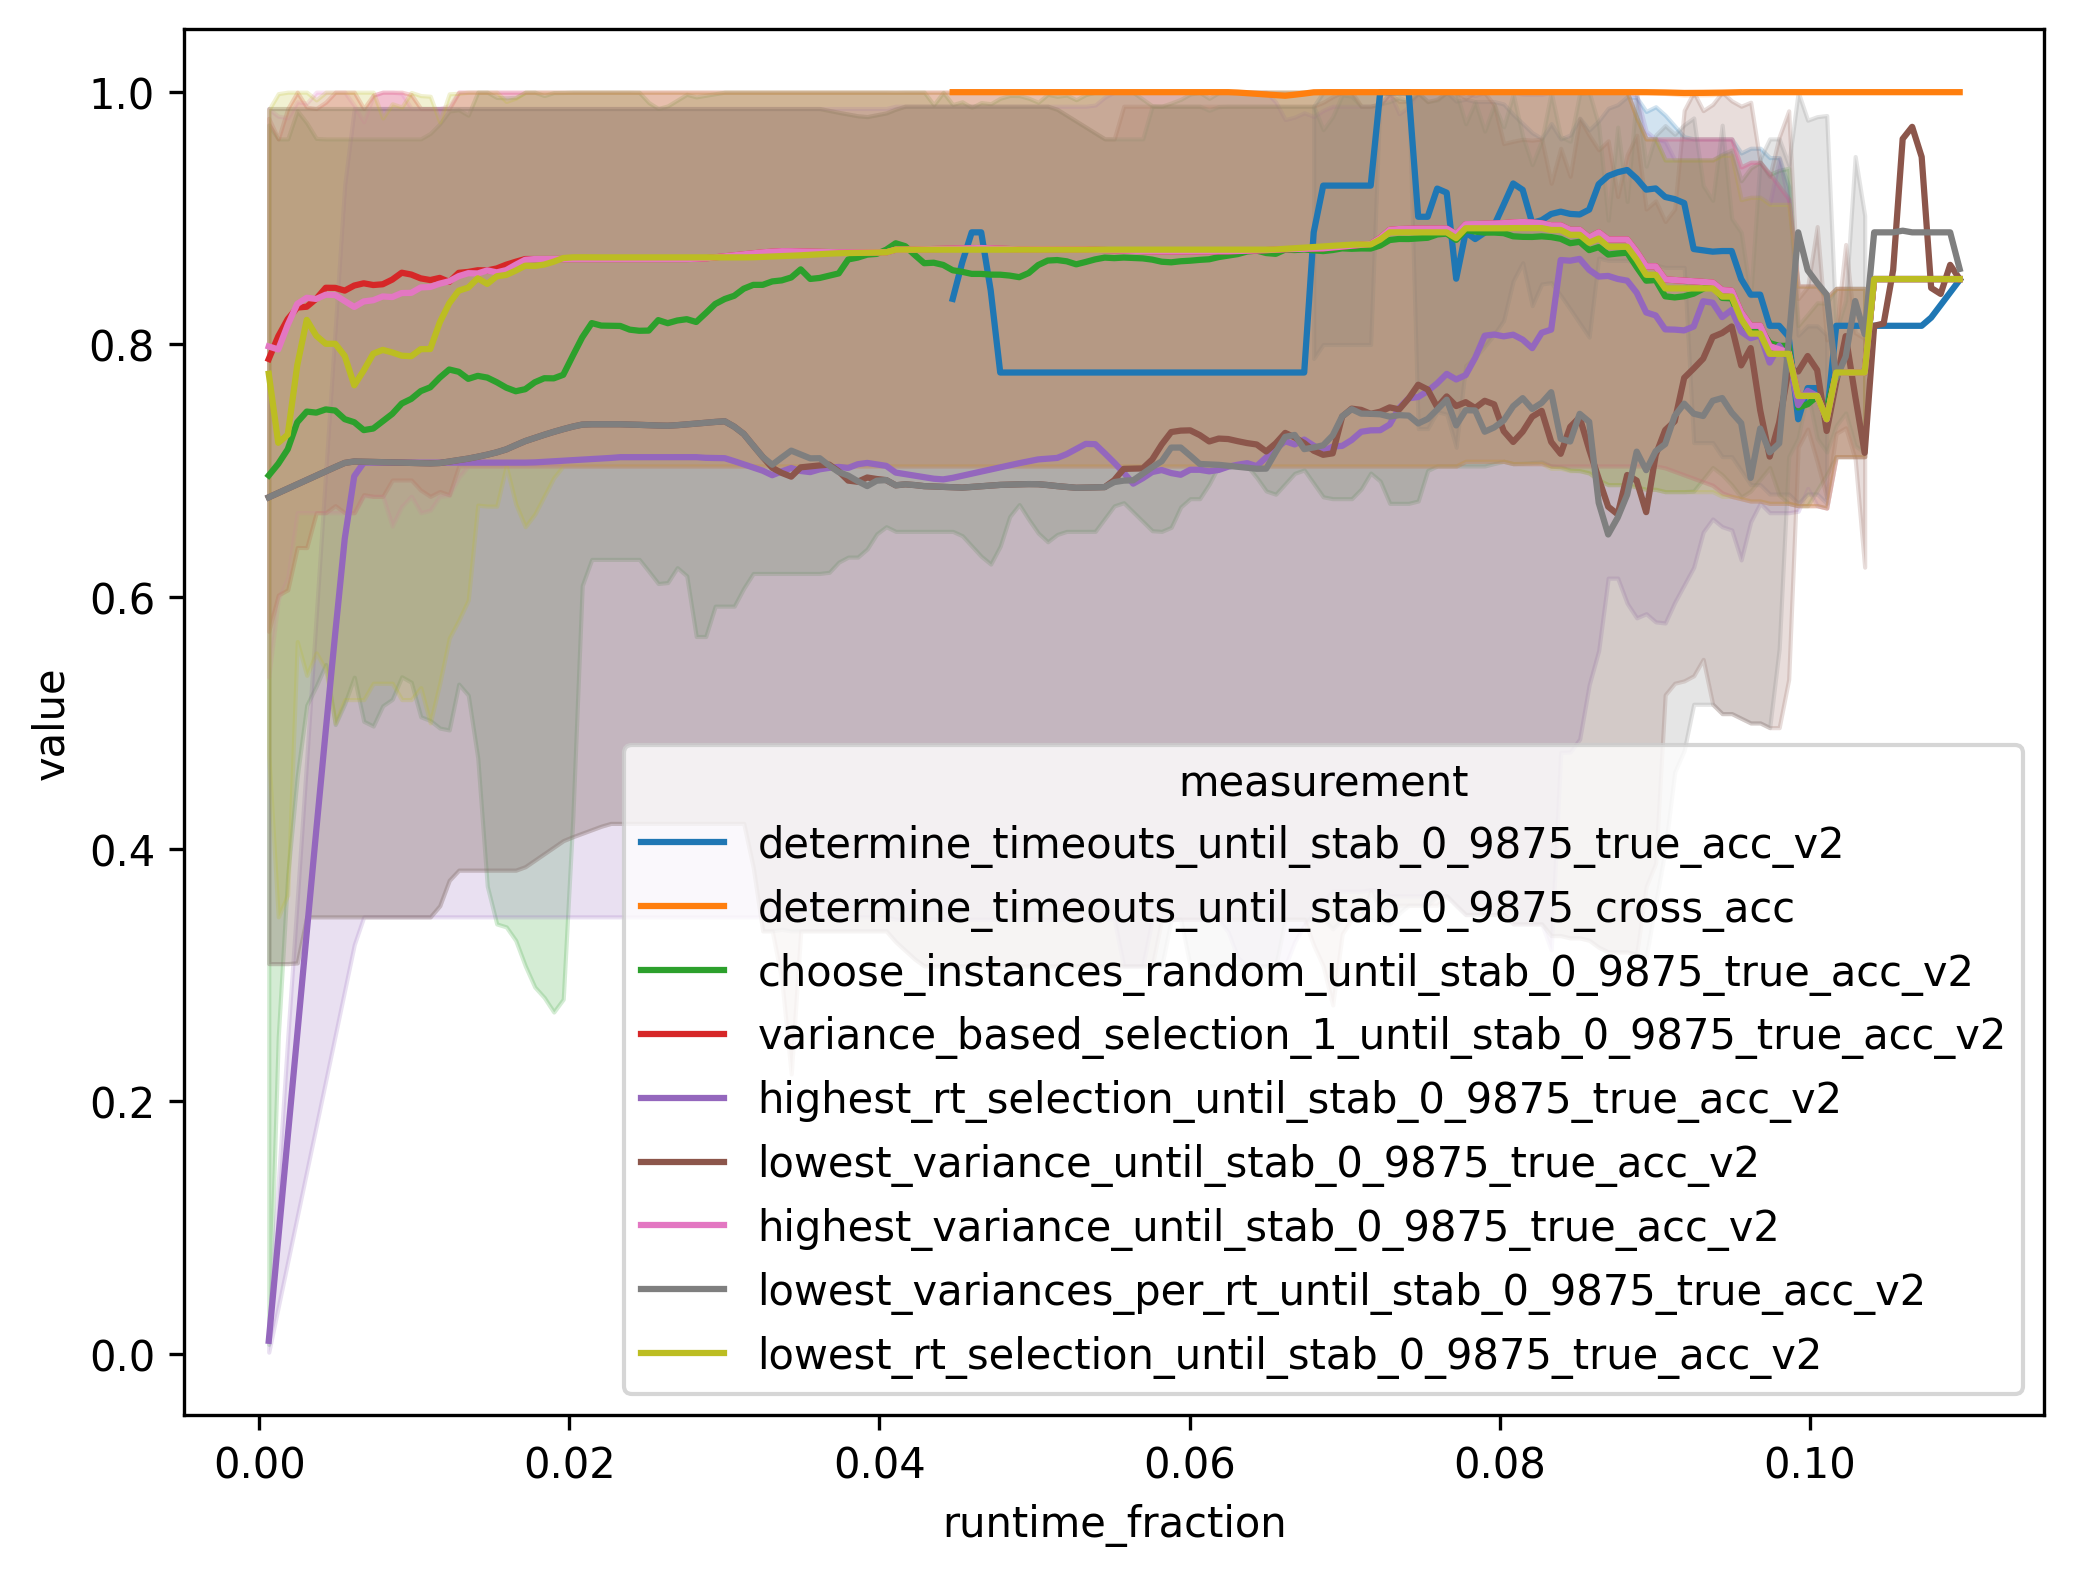 1.0
0.8
0.6
0.4
0.2
0.0
value
measurement
determine_timeouts_until_stab_0_9875_true_acc_v2
determine_timeouts_until_stab_0_9875_cross_acc
choose_instances_random_until_stab_0_9875_true_acc_v2
variance_based_selection_1_until_stab_0_9875_true_acc_v2
highest_rt_selection_until_stab_0_9875_true_acc_v2
lowest_variance_until_stab_0_9875_true_acc_v2
highest_variance_until_stab_0_9875_true_acc_v2
lowest_variances_per_rt_until_stab_0_9875_true_acc_v2
lowest_rt_selection_until_stab_0_9875_true_acc_v2
0.00 0.02 0.04 0.06 0.08 0.10
runtime_fraction